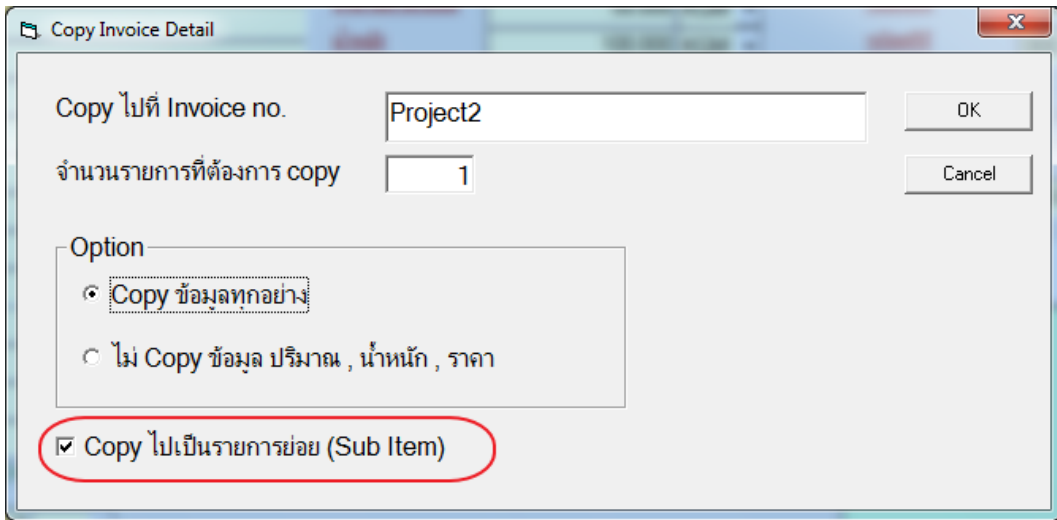 Copy Invoice Detail
Copy ไปที่ Invoice no.
Project2
OK
จำนวนรายการที่ต้องการ copy
1
Cancel
Option
Copy ข้อมูลทุกอย่าง
ไม่ Copy ข้อมูล ปริมาณ , น้ำหนัก , ราคา
Copy ไปเป็นรายการย่อย (Sub Item)